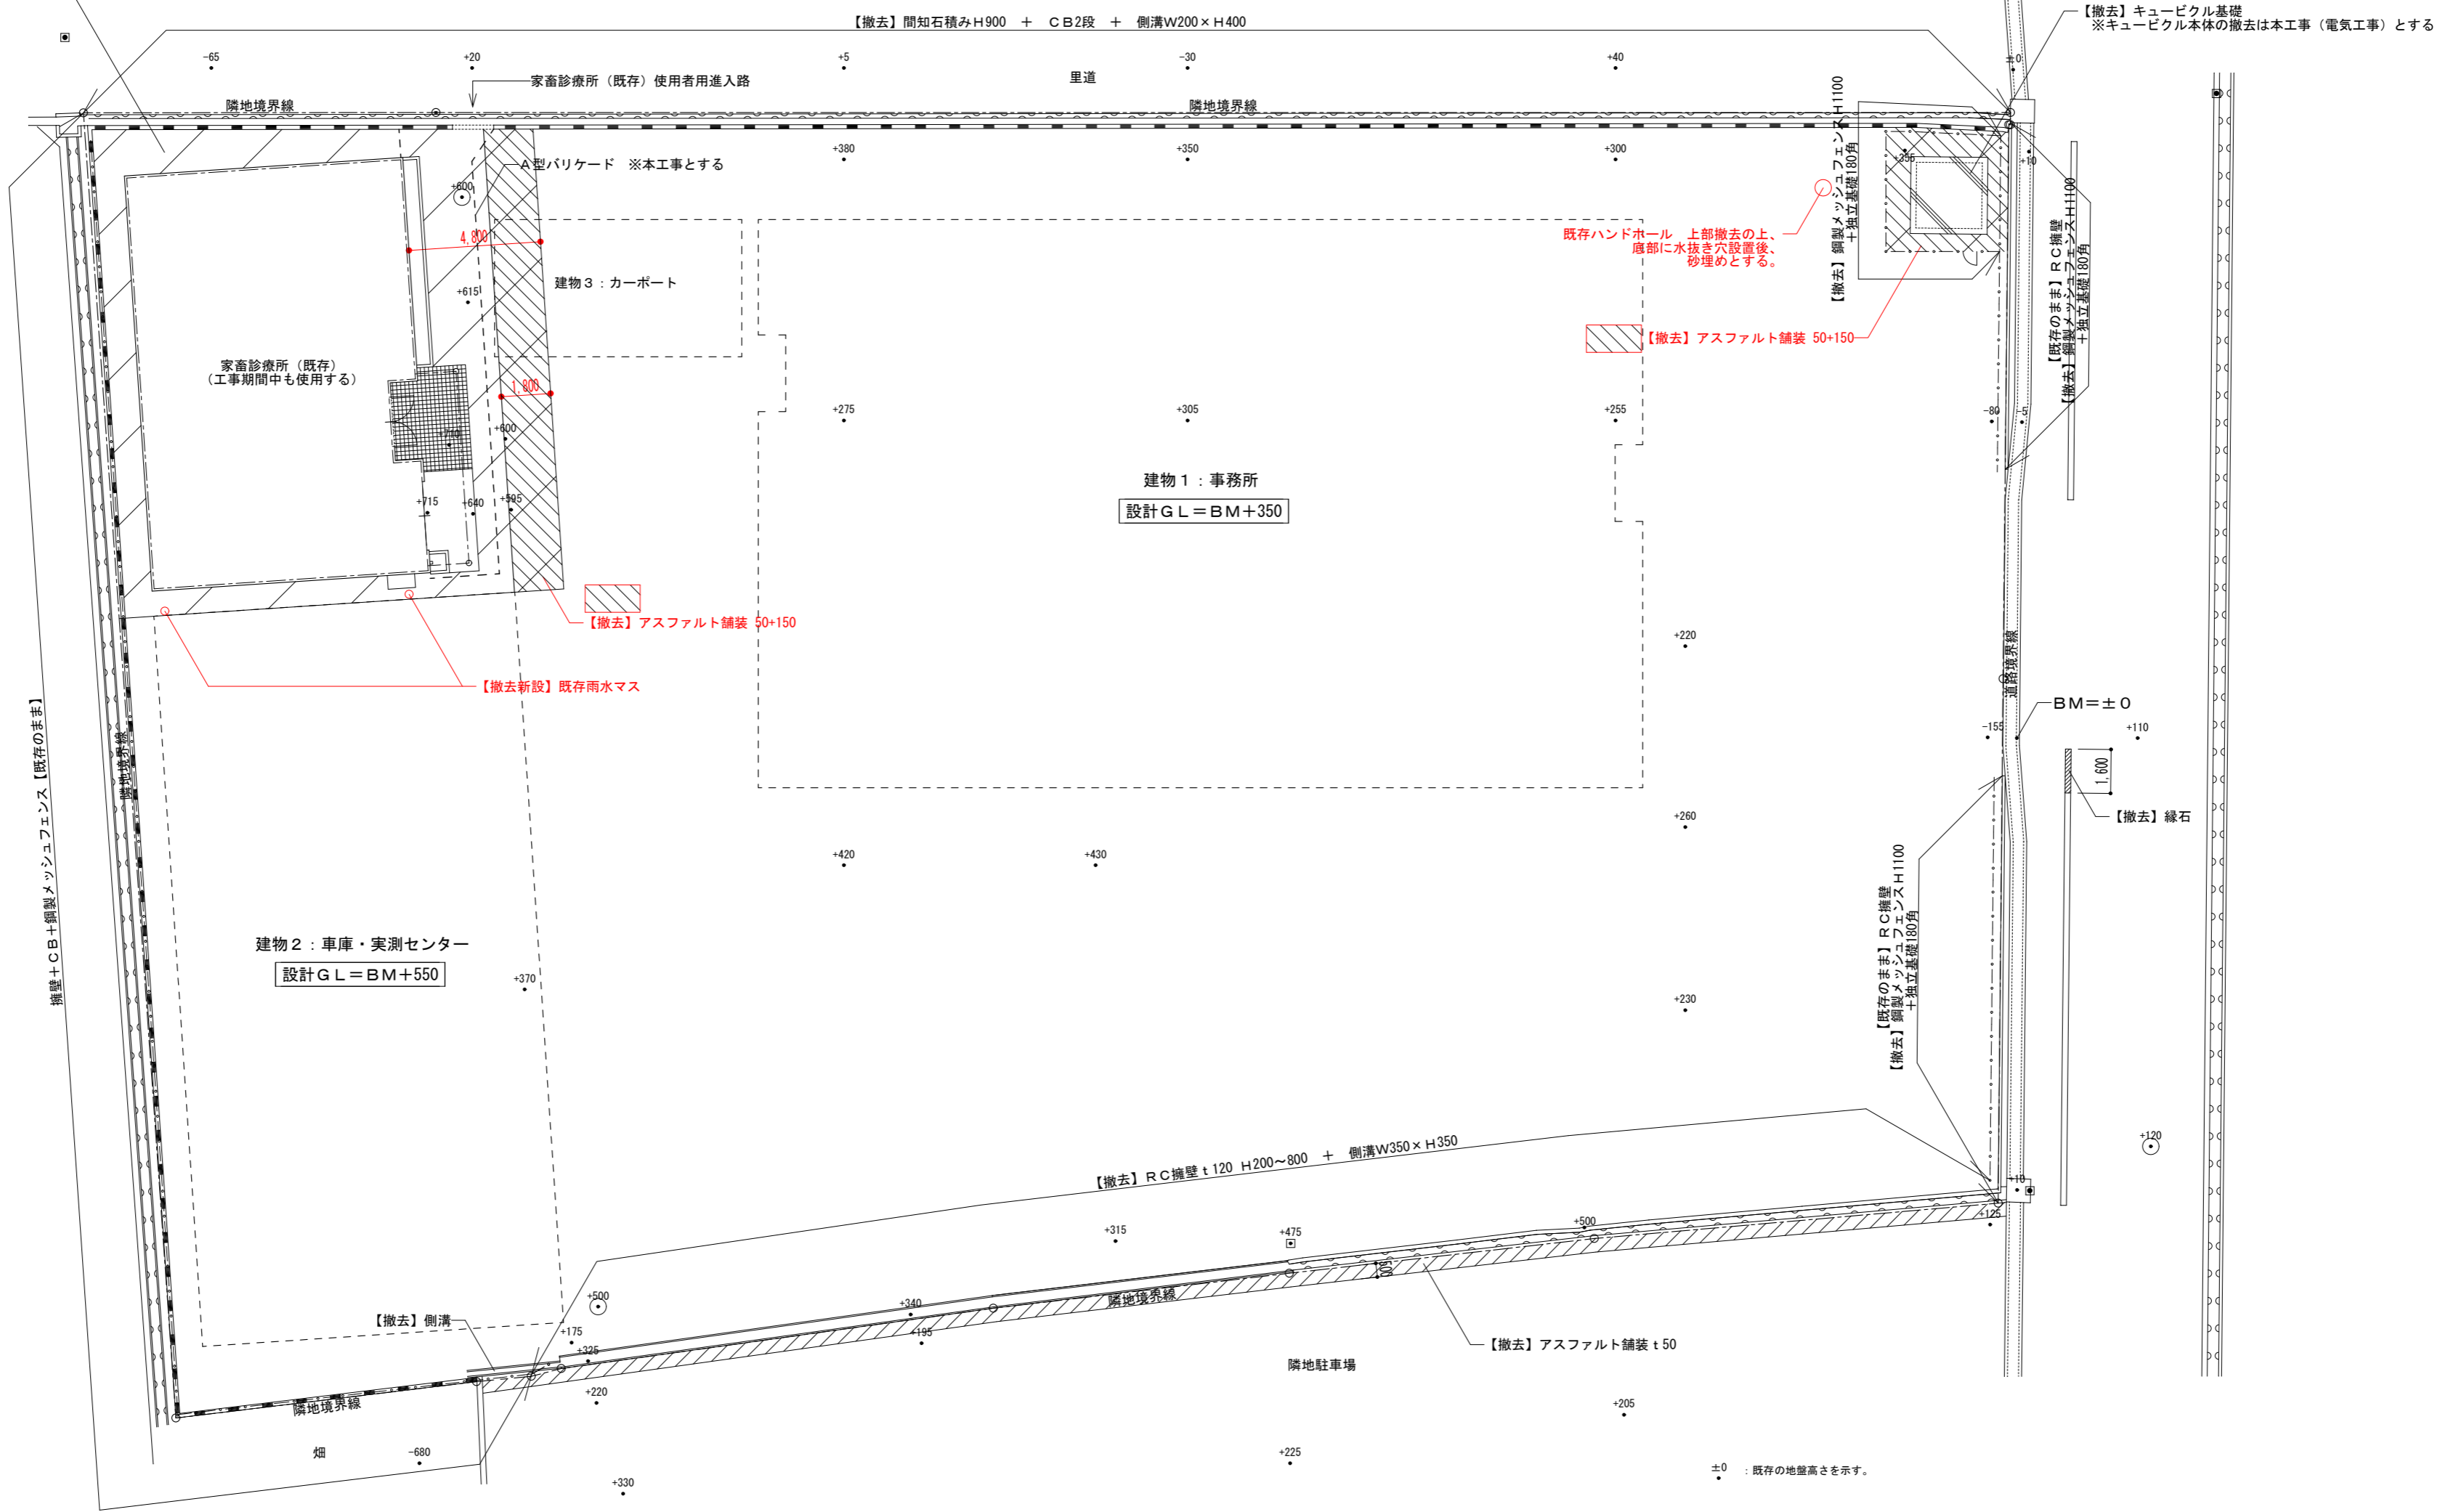 【撤去】間知石積みH900　＋　CB2段　＋　側溝W200×H400
【撤去】キュービクル基礎
※キュービクル本体の撤去は本工事（電気工事）とする
-65
+20
+5
-30
+40
±0
家畜診療所（既存）使用者用進入路
里道
隣地境界線
隣地境界線
A型バリケード　※本工事とする
+380
+350
+300
+355
+10
+600
4,800
+615
建物3：カーポート
既存ハンドホール　上部撤去の上、
底部に水抜き穴設置後、
砂埋めとする。
【撤去】鋼製メッシュフェンスH1100
＋独立基礎180角
【既存のまま】RC擁壁
【撤去】鋼製メッシュフェンスH1100
＋独立基礎180角
【撤去】アスファルト舗装 50+150
家畜診療所（既存）
（工事期間中も使用する）
1,800
+710
+600
+275
+305
+255
-80
-5
建物1：事務所
設計GL＝BM＋350
+715
+640
+595
【撤去】アスファルト舗装 50+150
【撤去新設】既存雨水マス
+220
道路境界線
BM＝±0
-155
+110
1,600
【撤去】縁石
擁壁＋CB＋鋼製メッシュフェンス【既存のまま】
隣地境界線
+420
+430
+260
建物2：車庫・実測センター
設計GL＝BM＋550
+370
+230
【既存のまま】RC擁壁
【撤去】鋼製メッシュフェンスH1100
＋独立基礎180角
【撤去】RC擁壁t120 H200～800　＋　側溝W350×H350
+120
+10
+125
+315
+475
+500
500
+500
+340
隣地境界線
【撤去】側溝
+175
+195
+325
【撤去】アスファルト舗装t50
隣地駐車場
+220
隣地境界線
+205
畑
-680
+225
+330
±0　：既存の地盤高さを示す。